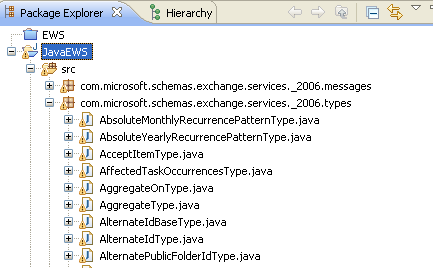 Package Explorer Hierarchy
EWS
JavaEWS
src
com.microsoft.schemas.exchange.services._2006.messages
com.microsoft.schemas.exchange.services._2006.types
AbsoluteMonthlyRecurrencePatternType.java
AbsoluteYearlyRecurrencePatternType.java
AcceptItemType.java
AffectedTaskOccurrencesType.java
AggregateOnType.java
AggregateType.java
AlternateIdBaseType.java
AlternateIdType.java
AlternatePublicFolderIdType.java